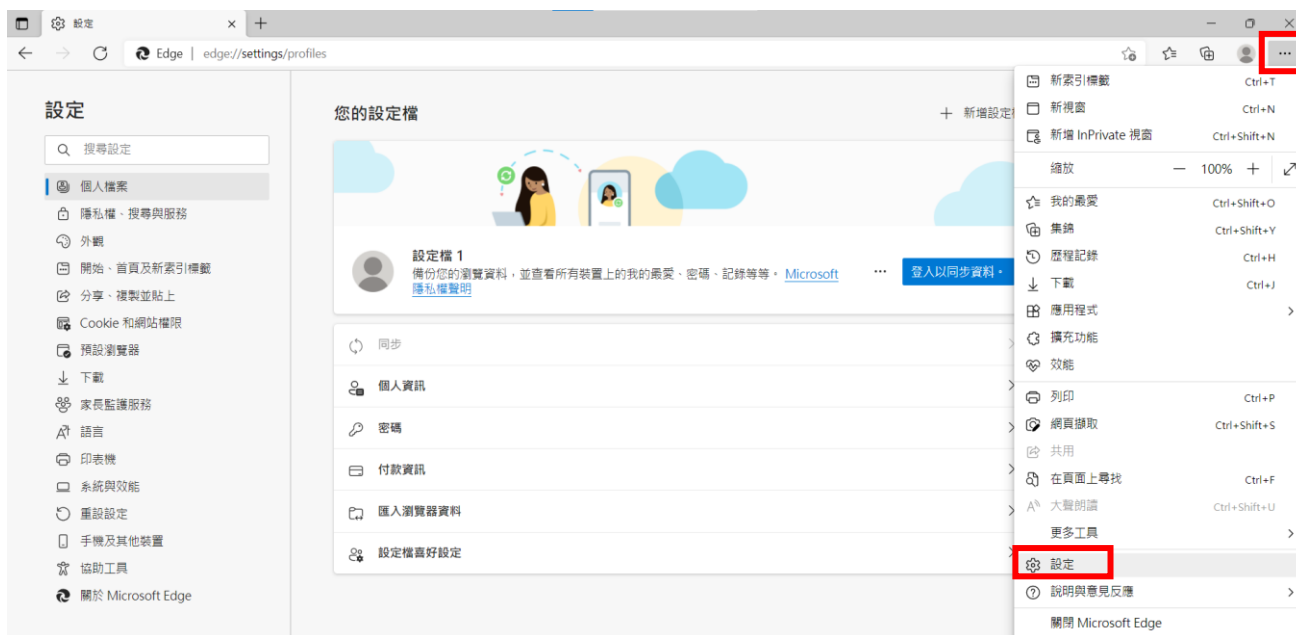 設定
Edge | edge://settings/profiles
設定
搜尋設定
個人檔案
隱私權、搜尋與服務
外觀
開始、首頁及新索引標籤
分享、複製並貼上
Cookie 和網站權限
預設瀏覽器
下載
家長監護服務
語言
印表機
系統與效能
重設設定
手機及其他裝置
協助工具
關於 Microsoft Edge
您的設定檔
新增設定
設定檔 1
備份您的瀏覽資料，並查看所有裝置上的我的最愛、密碼、記錄等等。 Microsoft
隱私權聲明
登入以同步資料。
同步
個人資訊
密碼
付款資訊
匯入瀏覽器資料
設定檔喜好設定
新索引標籤 Ctrl+T
新視窗 Ctrl+N
新增 InPrivate 視窗 Ctrl+Shift+N
縮放 — 100% +
我的最愛 Ctrl+Shift+O
集錦 Ctrl+Shift+Y
歷程記錄 Ctrl+H
下載 Ctrl+J
應用程式
擴充功能
效能
列印 Ctrl+P
網頁擷取 Ctrl+Shift+S
共用
在頁面上尋找 Ctrl+F
大聲朗讀 Ctrl+Shift+U
更多工具
設定
說明與意見反應
關閉 Microsoft Edge